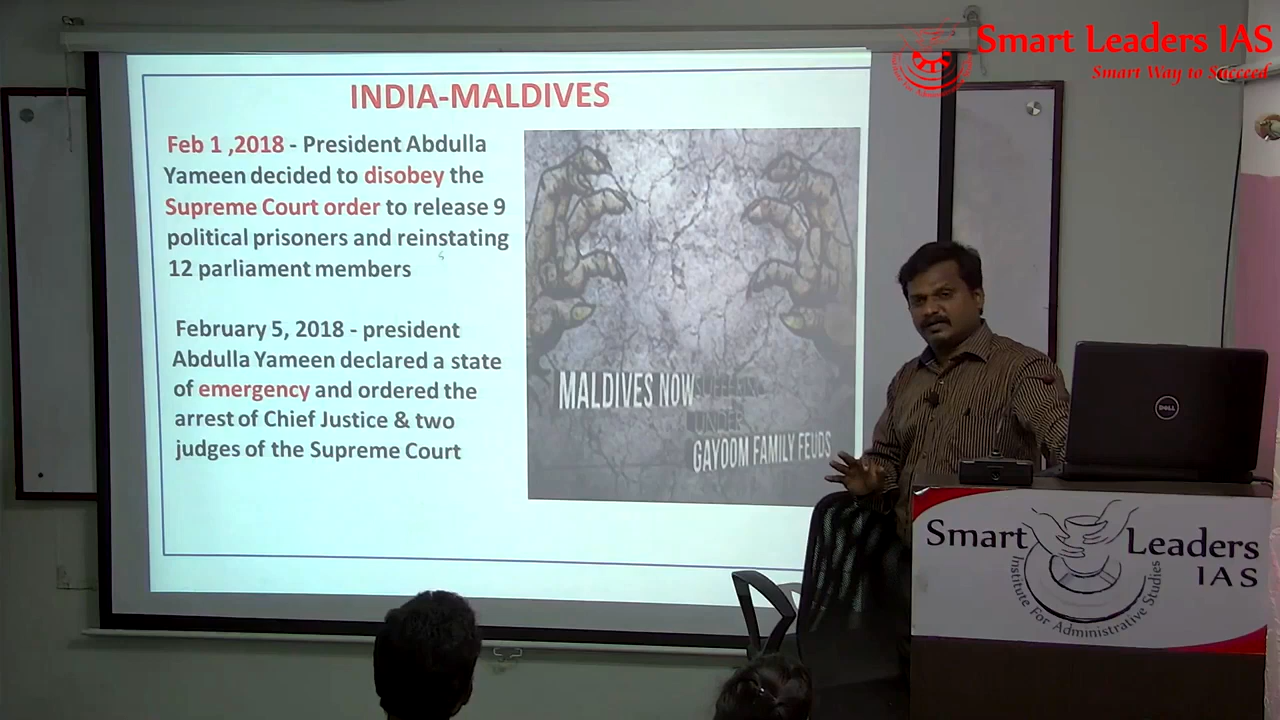 Smart Leaders IAS
Smart Way to Succeed
INDIA-MALDIVES
Feb 1 ,2018 - President Abdulla
Yameen decided to disobey the
Supreme Court order to release 9
political prisoners and reinstating
12 parliament members
February 5, 2018 - president
Abdulla Yameen declared a state
of emergency and ordered the
arrest of Chief Justice & two
judges of the Supreme Court
MALDIVES NOW SUFFERING
UNDER
GAYOOM FAMILY FEUDS
DELL
Smart Leaders
IAS
Institute For Administrative Studies